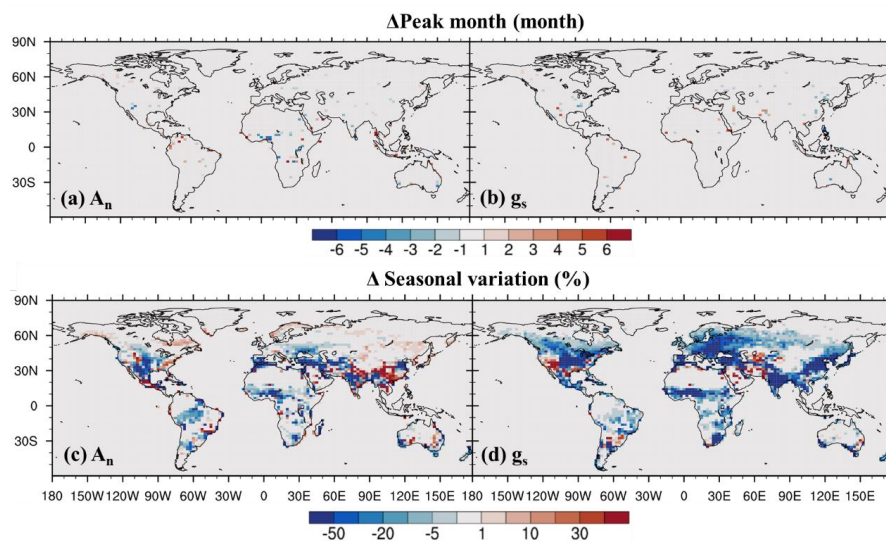 ΔPeak month (month)
90N
60N
30N
0
30S
(a) An
(b) gs
-6 -5 -4 -3 -2 -1 1 2 3 4 5 6
Δ Seasonal variation (%)
90N
60N
30N
0
30S
(c) An
(d) gs
180 150W 120W 90W 60W 30W 0 30E 60E 90E 120E 150E 180 150W 120W 90W 60W 30W 0 30E 60E 90E 120E 150E
-50 -20 -5 1 10 30